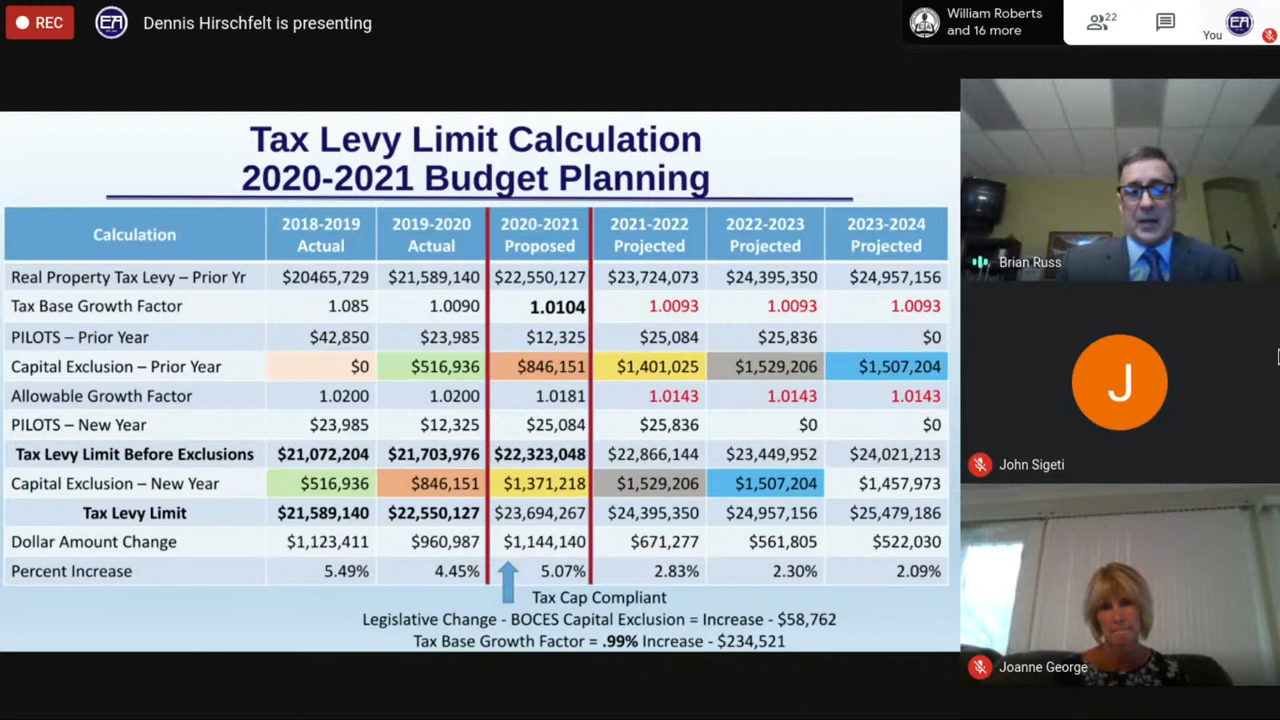 REC
EA
Dennis Hirschfelt is presenting
William Roberts
and 16 more
22
You
Tax Levy Limit Calculation
2020-2021 Budget Planning
Calculation 2018-2019 Actual 2019-2020 Actual 2020-2021 Proposed 2021-2022 Projected 2022-2023 Projected 2023-2024 Projected
Real Property Tax Levy – Prior Yr $20465,729 $21,589,140 $22,550,127 $23,724,073 $24,395,350 $24,957,156
Tax Base Growth Factor 1.085 1.0090 1.0104 1.0093 1.0093 1.0093
PILOTS – Prior Year $42,850 $23,985 $12,325 $25,084 $25,836 $0
Capital Exclusion – Prior Year $0 $516,936 $846,151 $1,401,025 $1,529,206 $1,507,204
Allowable Growth Factor 1.0200 1.0200 1.0181 1.0143 1.0143 1.0143
PILOTS – New Year $23,985 $12,325 $25,084 $25,836 $0 $0
Tax Levy Limit Before Exclusions $21,072,204 $21,703,976 $22,323,048 $22,866,144 $23,449,952 $24,021,213
Capital Exclusion – New Year $516,936 $846,151 $1,371,218 $1,529,206 $1,507,204 $1,457,973
Tax Levy Limit $21,589,140 $22,550,127 $23,694,267 $24,395,350 $24,957,156 $25,479,186
Dollar Amount Change $1,123,411 $960,987 $1,144,140 $671,277 $561,805 $522,030
Percent Increase 5.49% 4.45% 5.07% 2.83% 2.30% 2.09%
Tax Cap Compliant
Legislative Change - BOCES Capital Exclusion = Increase - $58,762
Tax Base Growth Factor = .99% Increase - $234,521
Brian Russ
J
John Sigeti
Joanne George